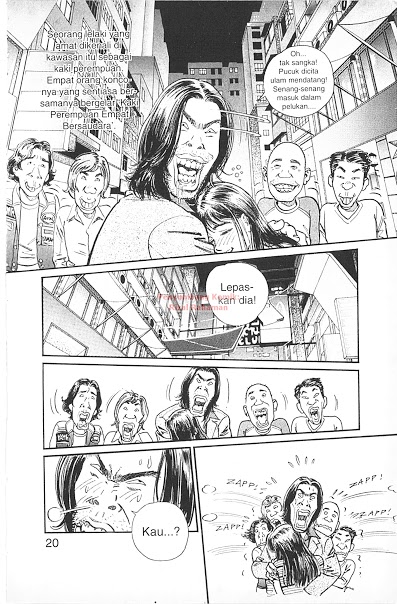 Seorang lelaki yang
amat dikenali di
kawasan itu sebagai
kaki perempuan.
Empat orang konco-
nya yang sentiasa ber-
samanya bergelar 'Kaki
Perempuan Empat
Bersaudara'.
Oh...
tak sangka!
Pucuk dicita
ulam mendatang!
Senang-senang
masuk dalam
pelukan....
Lepas-
kan dia!
Kau...?
ZAPP!
ZAPP!
ZAPP!
ZAPP!
20